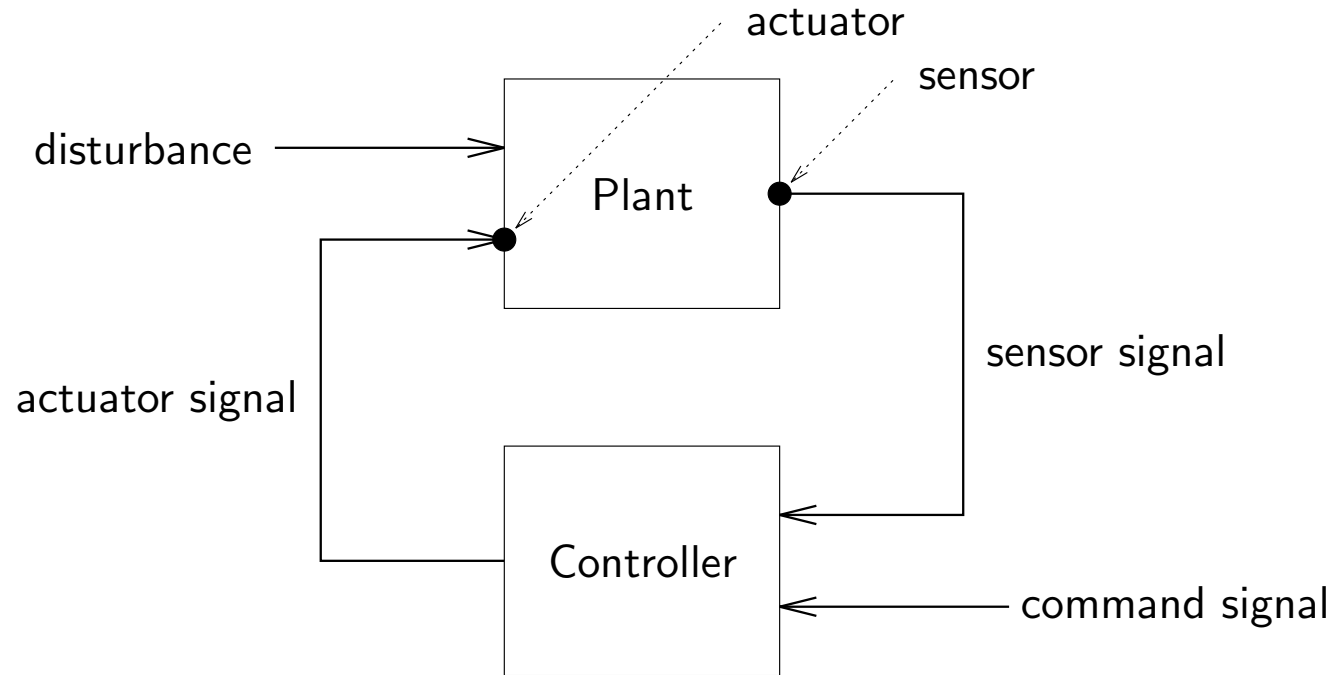 actuator
sensor
disturbance
Plant
sensor signal
actuator signal
Controller
command signal